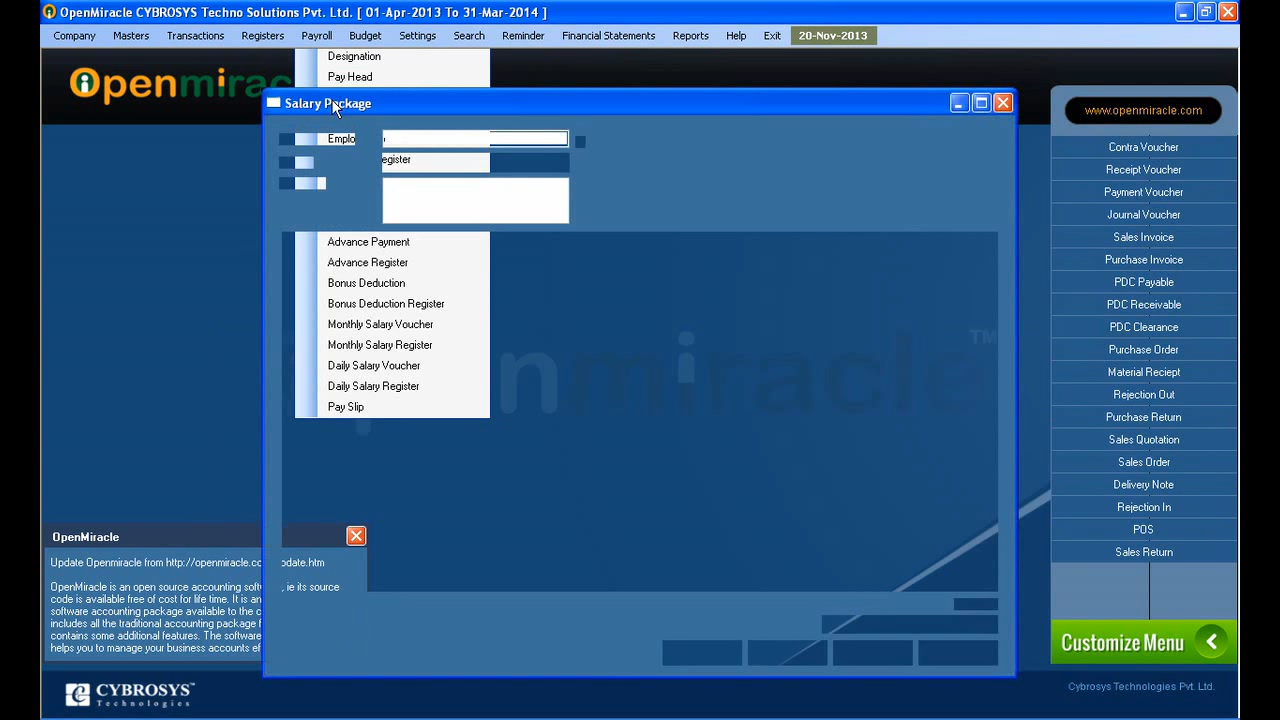 OpenMiracle CYBROSYS Techno Solutions Pvt. Ltd. [ 01-Apr-2013 To 31-Mar-2014 ]
Company Masters Transactions Registers Payroll Budget Settings Search Reminder Financial Statements Reports Help Exit 20-Nov-2013
Designation
Pay Head
Openmirac
Salary Package
Emplo
egister
Advance Payment
Advance Register
Bonus Deduction
Bonus Deduction Register
Monthly Salary Voucher
Monthly Salary Register
Daily Salary Voucher
Daily Salary Register
Pay Slip
openmiracle™
www.openmiracle.com
Contra Voucher
Receipt Voucher
Payment Voucher
Journal Voucher
Sales Invoice
Purchase Invoice
PDC Payable
PDC Receivable
PDC Clearance
Purchase Order
Material Reciept
Rejection Out
Purchase Return
Sales Quotation
Sales Order
Delivery Note
Rejection In
POS
Sales Return
Customize Menu
OpenMiracle
Update Openmiracle from http://openmiracle.co pdate.htm
OpenMiracle is an open source accounting soft , ie its source
code is available free of cost for life time. It is an
software accounting package available to the c
includes all the traditional accounting package f
contains some additional features. The software
helps you to manage your business accounts ef
CYBROSYS™
Technologies
Cybrosys Technologies Pvt. Ltd.